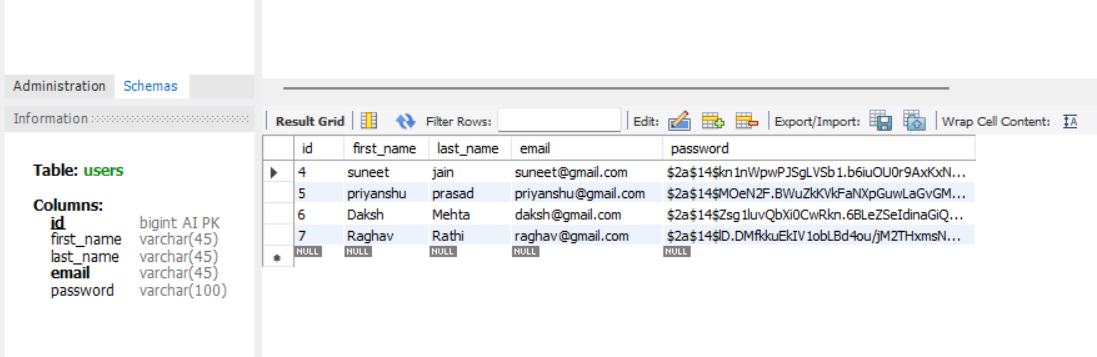 Administration Schemas
Information
Table: users
Columns:
id bigint AI PK
first_name varchar(45)
last_name varchar(45)
email varchar(45)
password varchar(100)
Result Grid Filter Rows: Edit: Export/Import: Wrap Cell Content: IA
id first_name last_name email password
4 suneet jain suneet@gmail.com $2a$14$kn1nWpwPJSgLVSb1.b6iuOU0r9AxKxN...
5 priyanshu prasad priyanshu@gmail.com $2a$14$MOeN2F.BWuZkKVkFaNXpGuwLaGvGM...
6 Daksh Mehta daksh@gmail.com $2a$14$Zsg1luvQbXi0CwRkn.6BLeZSeIdinaGiQ...
7 Raghav Rathi raghav@gmail.com $2a$14$lD.DMfkkuEkIV1obLBd4ou/jM2THxmsN...
NULL NULL NULL NULL NULL